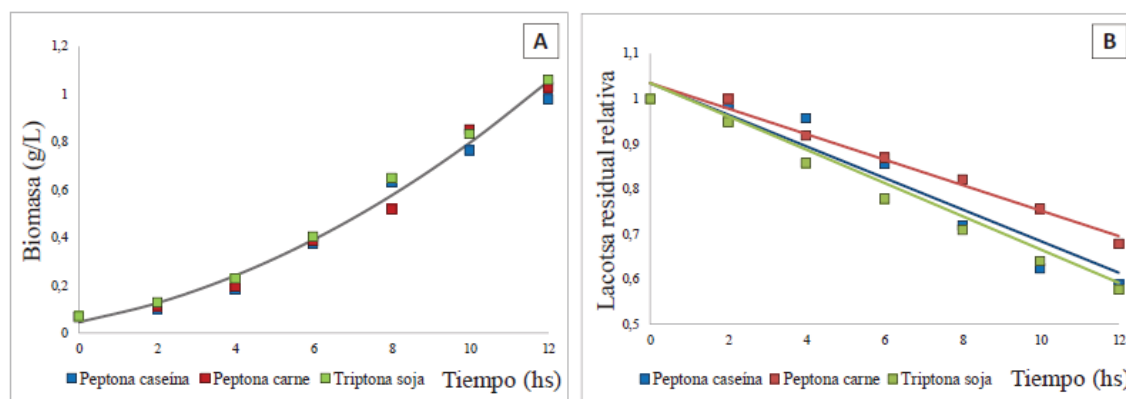 A
Biomasa (g/L)
1,2
1
0,8
0,6
0,4
0,2
0
0 2 4 6 8 10 12
Peptona caseína Peptona carne Triptona soja Tiempo (hs)
B
Lacotsa residual relativa
1,1
1
0,9
0,8
0,7
0,6
0,5
0 2 4 6 8 10 12
Peptona caseína Peptona carne Triptona soja Tiempo (hs)